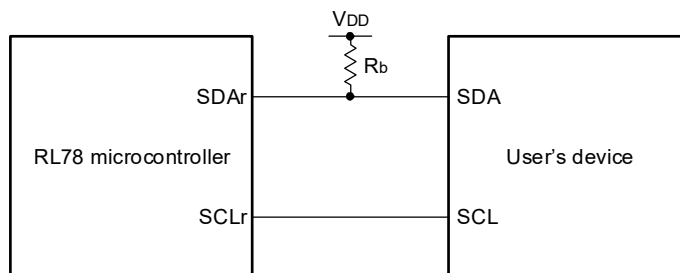 VDD
Rb
SDAr
SDA
RL78 microcontroller
User's device
SCLr
SCL